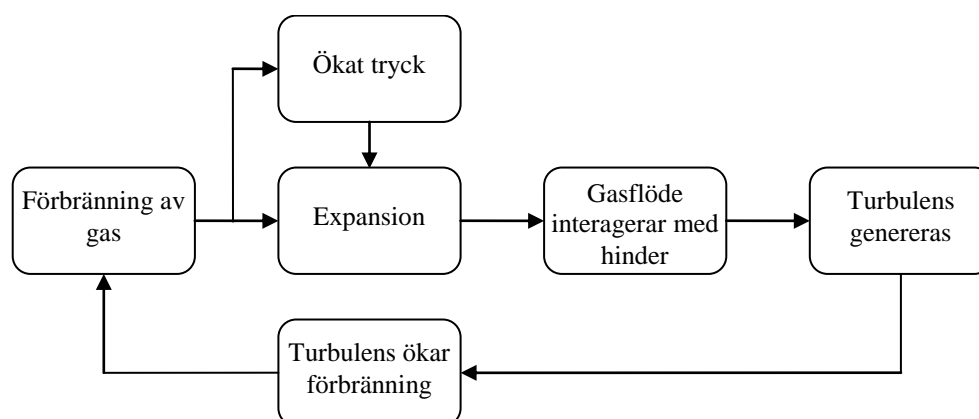 Ökat tryck
Förbränning av
gas
Expansion
Gasflöde
interagerar med
hinder
Turbulens
genereras
Turbulens ökar
förbränning